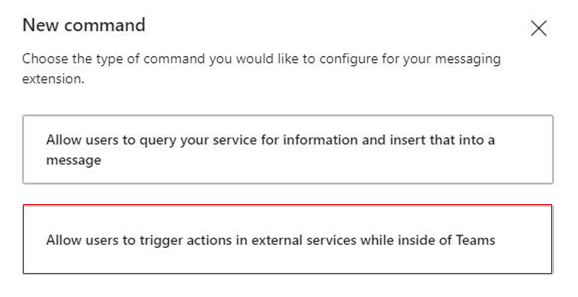 New command
Choose the type of command you would like to configure for your messaging
extension.
Allow users to query your service for information and insert that into a
message
Allow users to trigger actions in external services while inside of Teams